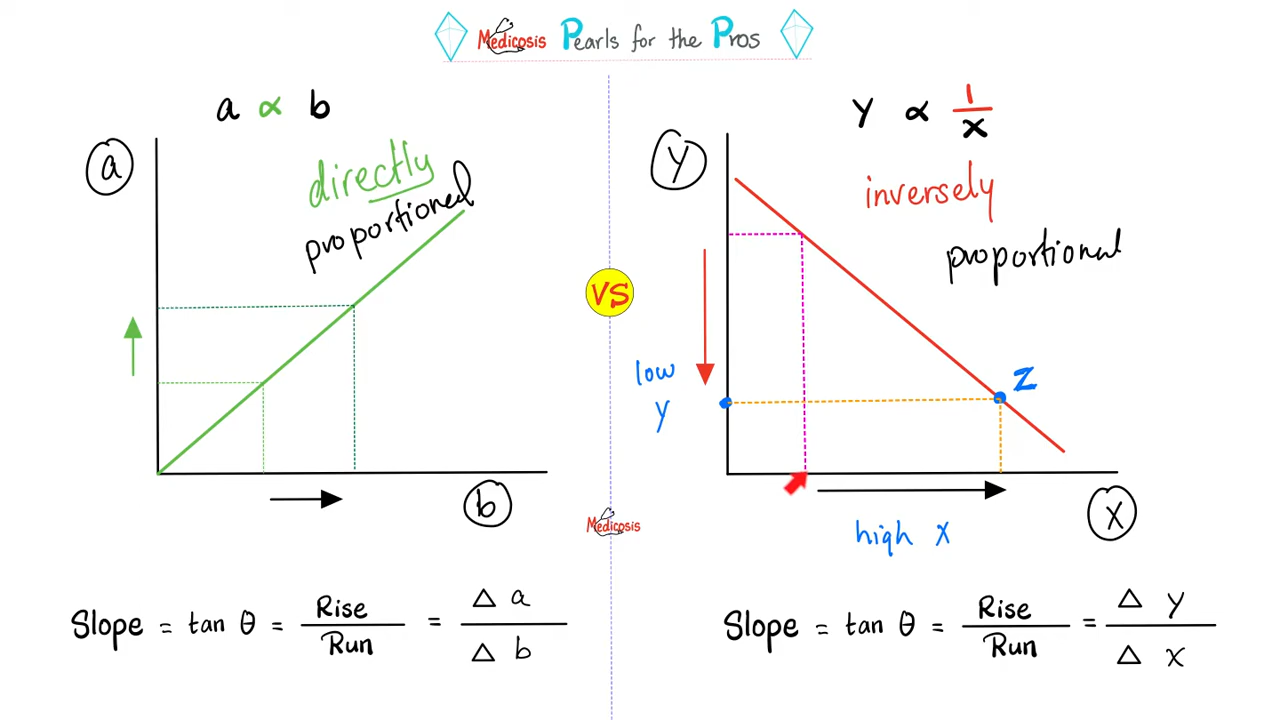 Medicosis Pearls for the Pros
a ∝ b
a
directly
proportioned
b
Slope = tan θ = Rise / Run = Δ a / Δ b
VS
Medicosis
y ∝ 1 / x
y
inversely
proportional
low
y
Z
high x
x
Slope = tan θ = Rise / Run = Δ y / Δ x